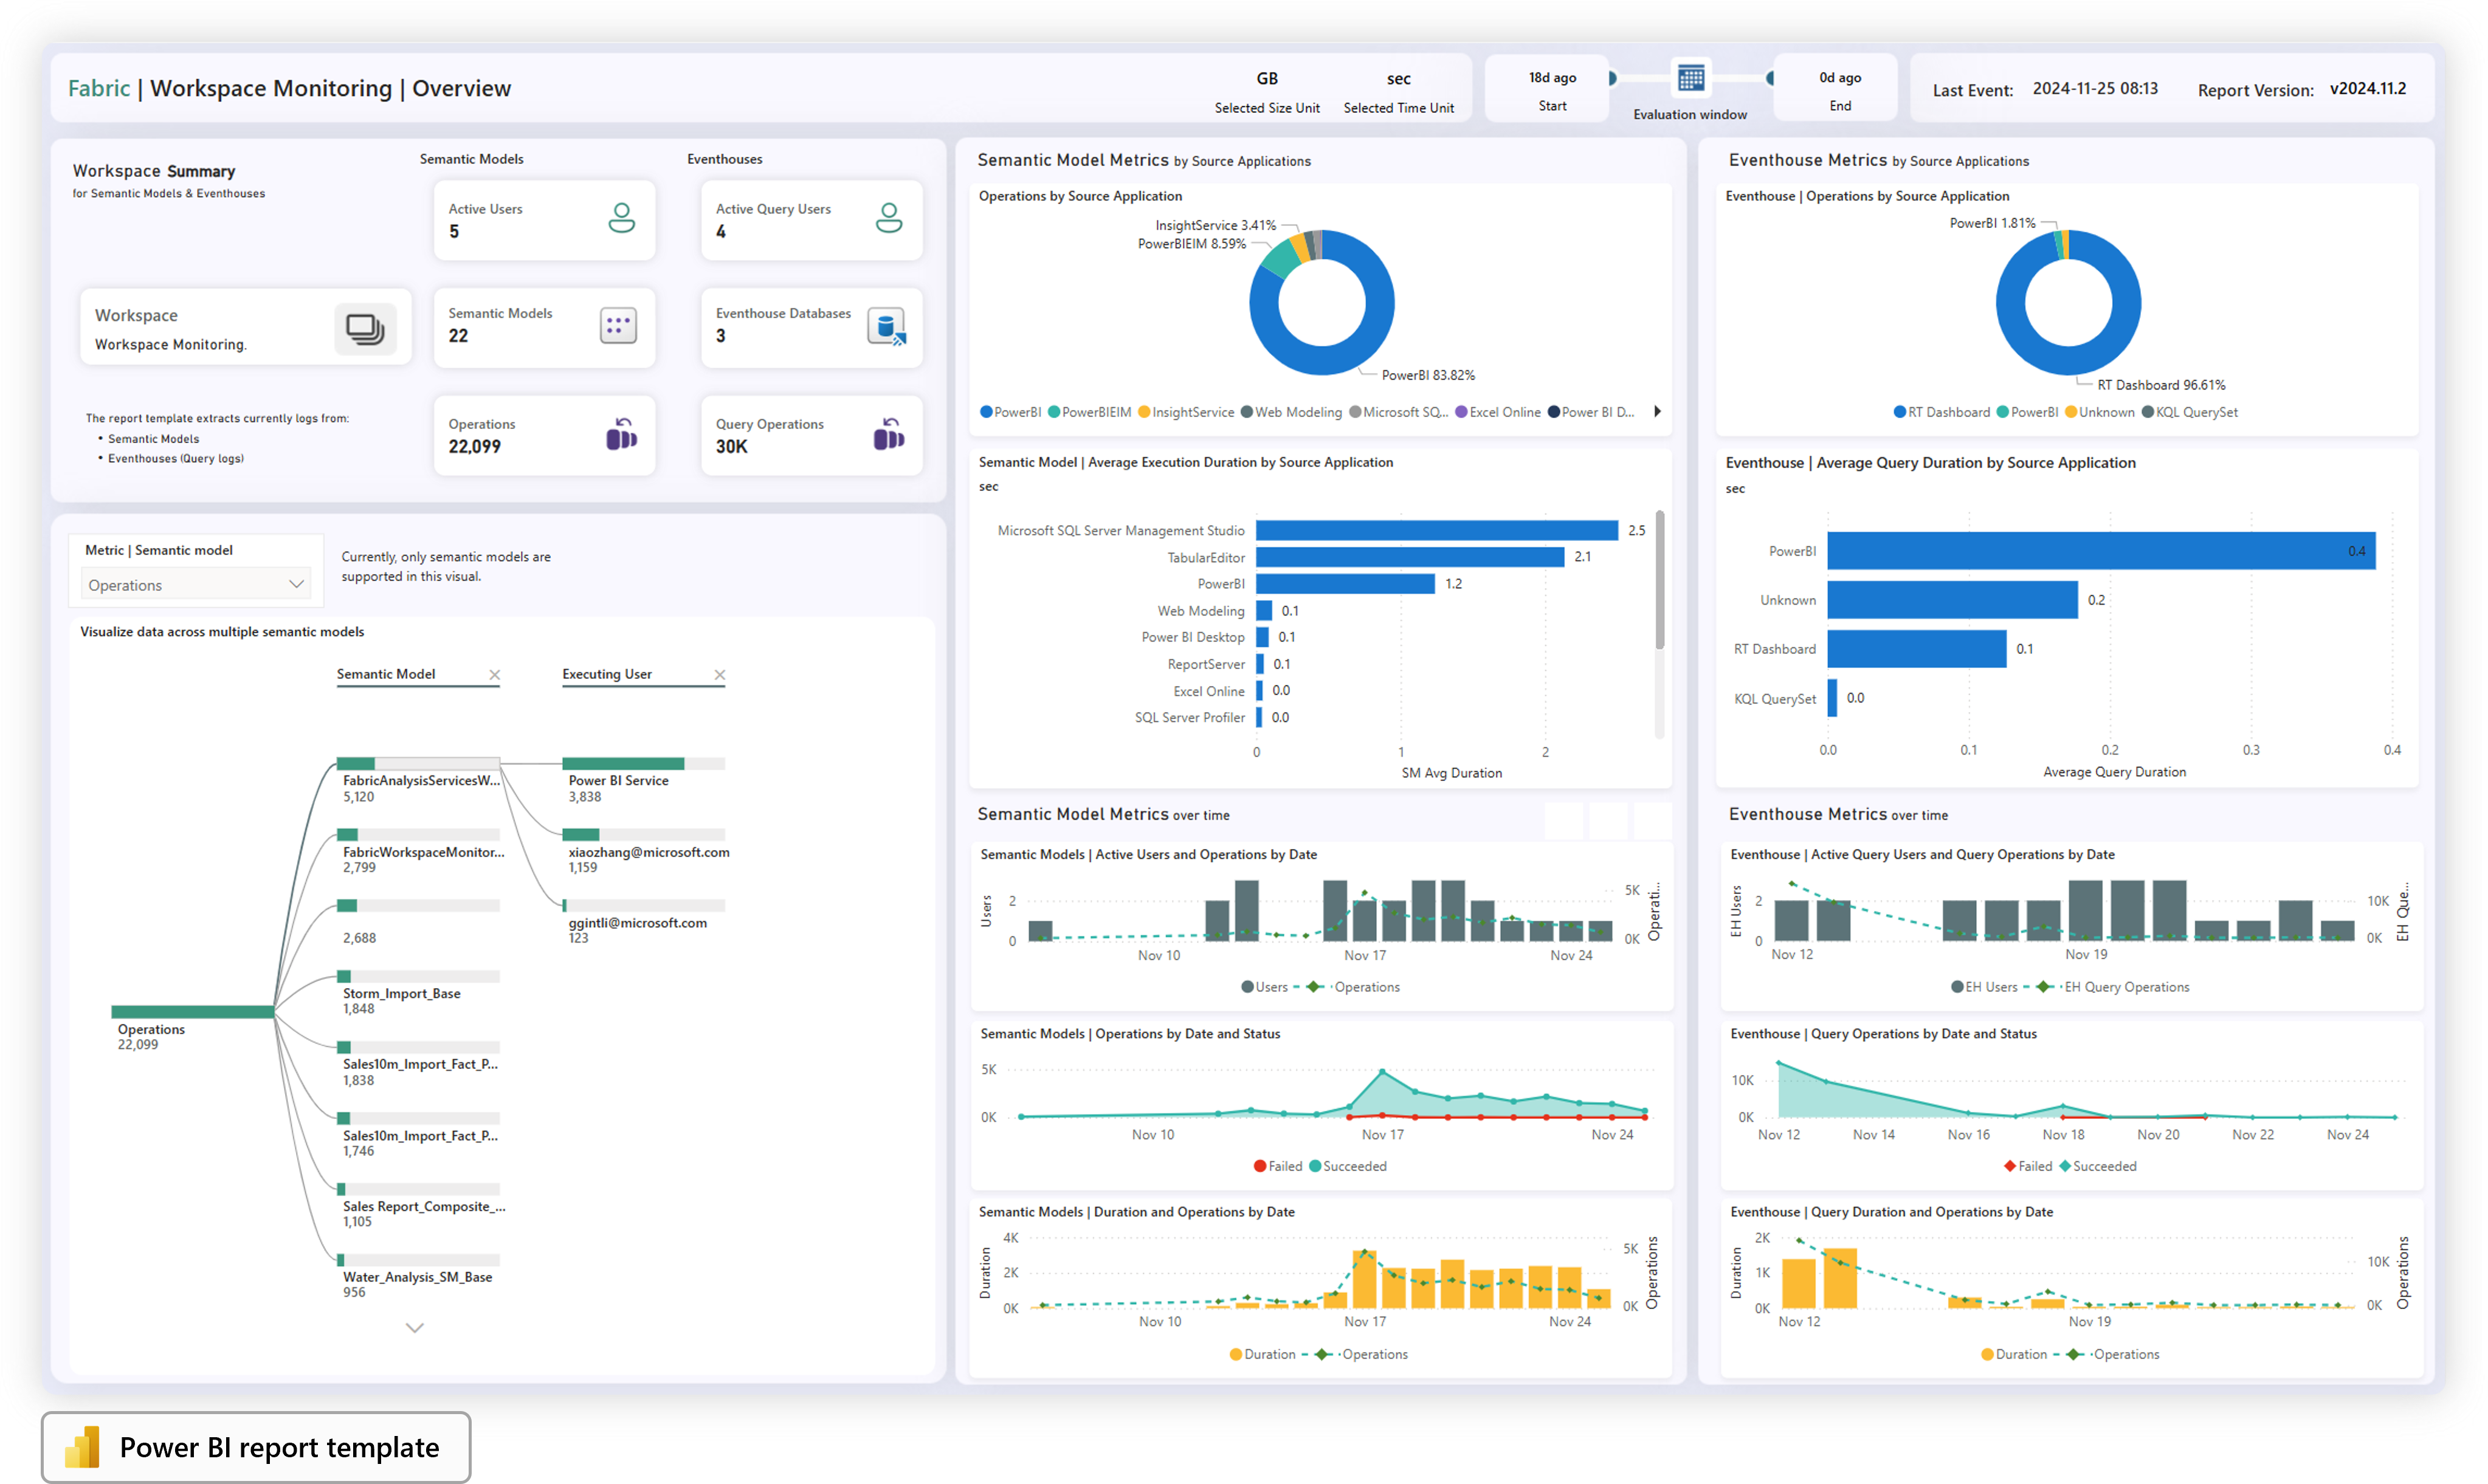 Fabric | Workspace Monitoring | Overview
GB
Selected Size Unit
sec
Selected Time Unit
18d ago
Start
Evaluation window
0d ago
End
Last Event: 2024-11-25 08:13
Report Version: v2024.11.2
Workspace Summary
for Semantic Models & Eventhouses
Semantic Models
Eventhouses
Active Users
5
Active Query Users
4
Workspace
Workspace Monitoring.
Semantic Models
22
Eventhouse Databases
3
The report template extracts currently logs from:
• Semantic Models
• Eventhouses (Query logs)
Operations
22,099
Query Operations
30K
Metric | Semantic model
Operations
Currently, only semantic models are
supported in this visual.
Visualize data across multiple semantic models
Semantic Model
Executing User
Operations
22,099
FabricAnalysisServicesW...
5,120
FabricWorkspaceMonitor...
2,799
2,688
Storm_Import_Base
1,848
Sales10m_Import_Fact_P...
1,838
Sales10m_Import_Fact_P...
1,746
Sales Report_Composite_...
1,105
Water_Analysis_SM_Base
956
Power BI Service
3,838
xiaozhang@microsoft.com
1,159
ggintli@microsoft.com
123
Semantic Model Metrics by Source Applications
Operations by Source Application
InsightService 3.41%
PowerBIEIM 8.59%
PowerBI 83.82%
PowerBI PowerBIEIM InsightService Web Modeling Microsoft SQ... Excel Online Power BI D...
Semantic Model | Average Execution Duration by Source Application
sec
Microsoft SQL Server Management Studio 2.5
TabularEditor 2.1
PowerBI 1.2
Web Modeling 0.1
Power BI Desktop 0.1
ReportServer 0.1
Excel Online 0.0
SQL Server Profiler 0.0
0 1 2
SM Avg Duration
Semantic Model Metrics over time
Semantic Models | Active Users and Operations by Date
Users
2
0
5K
0K
Operati...
Nov 10 Nov 17 Nov 24
Users Operations
Semantic Models | Operations by Date and Status
5K
0K
Nov 10 Nov 17 Nov 24
Failed Succeeded
Semantic Models | Duration and Operations by Date
Duration
4K
2K
0K
5K
0K
Operations
Nov 10 Nov 17 Nov 24
Duration Operations
Eventhouse Metrics by Source Applications
Eventhouse | Operations by Source Application
PowerBI 1.81%
RT Dashboard 96.61%
RT Dashboard PowerBI Unknown KQL QuerySet
Eventhouse | Average Query Duration by Source Application
sec
PowerBI 0.4
Unknown 0.2
RT Dashboard 0.1
KQL QuerySet 0.0
0.0 0.1 0.2 0.3 0.4
Average Query Duration
Eventhouse Metrics over time
Eventhouse | Active Query Users and Query Operations by Date
EH Users
2
0
10K
0K
EH Que...
Nov 12 Nov 19
EH Users EH Query Operations
Eventhouse | Query Operations by Date and Status
10K
0K
Nov 12 Nov 14 Nov 16 Nov 18 Nov 20 Nov 22 Nov 24
Failed Succeeded
Eventhouse | Query Duration and Operations by Date
Duration
2K
1K
0K
10K
0K
Operations
Nov 12 Nov 19
Duration Operations
Power BI report template